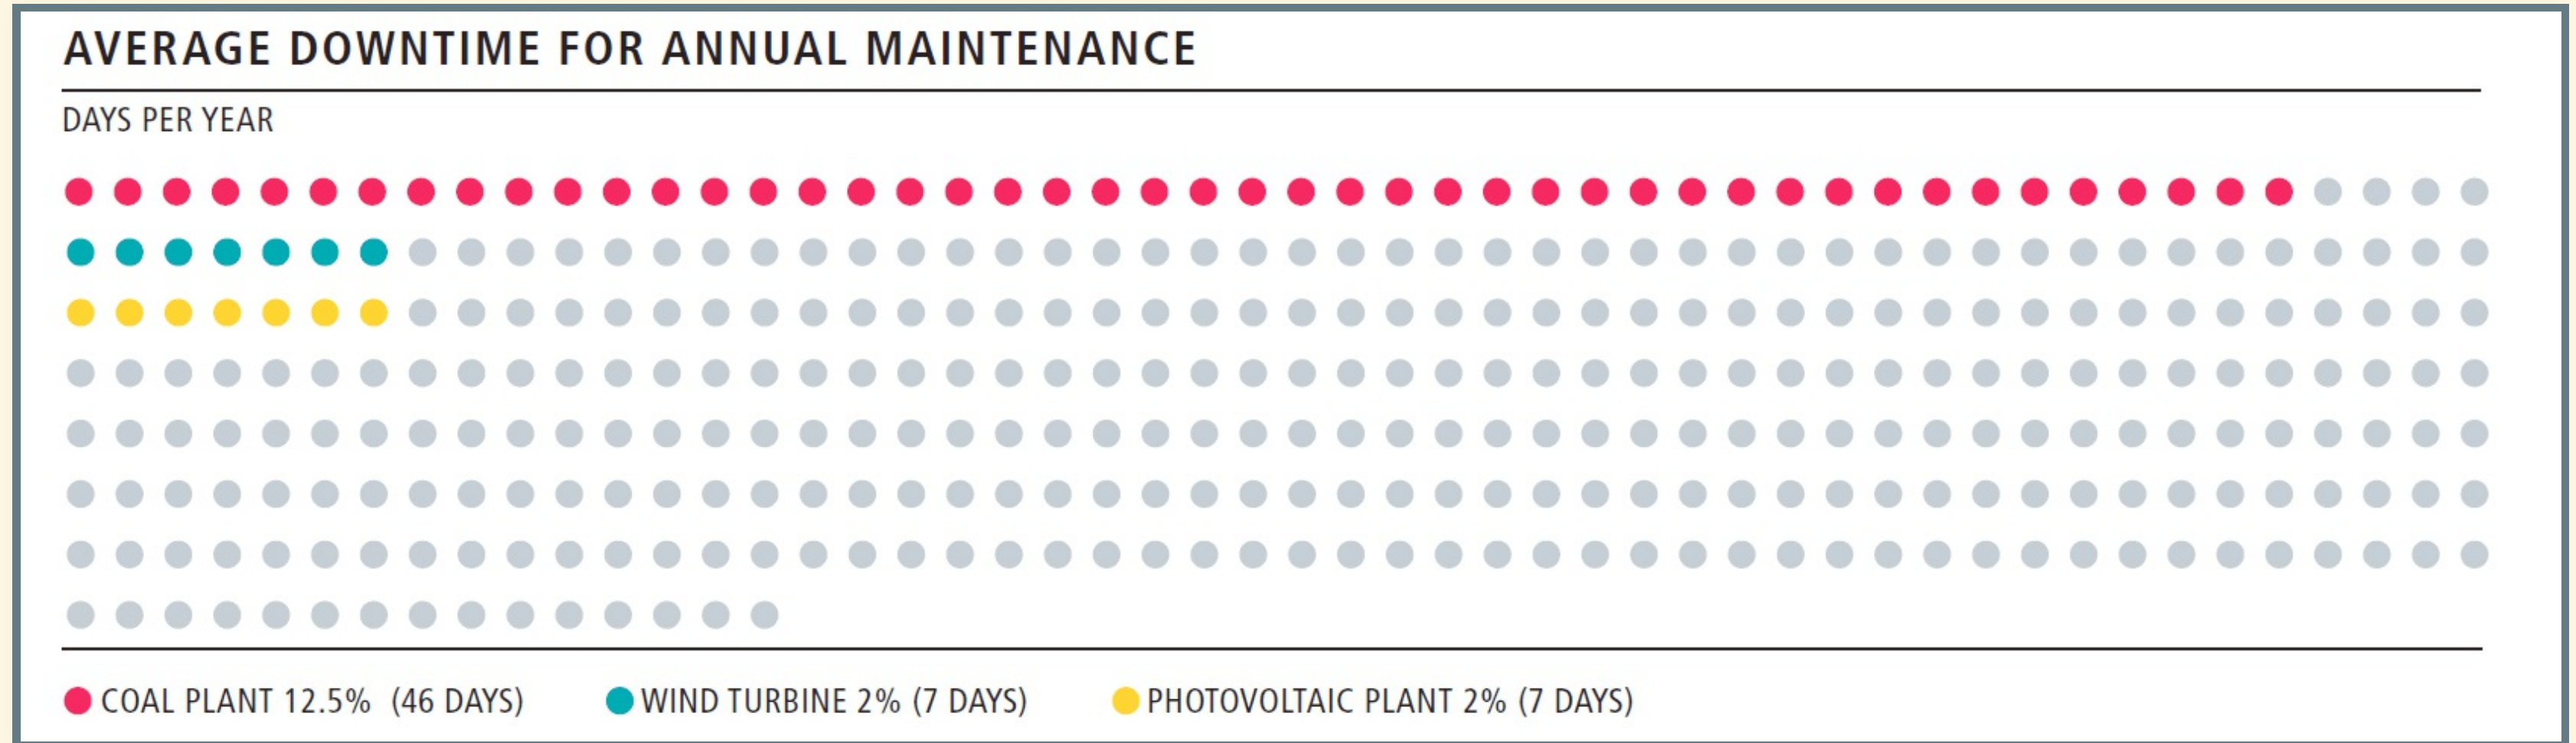 AVERAGE DOWNTIME FOR ANNUAL MAINTENANCE
DAYS PER YEAR
COAL PLANT 12.5% (46 DAYS) WIND TURBINE 2% (7 DAYS) PHOTOVOLTAIC PLANT 2% (7 DAYS)